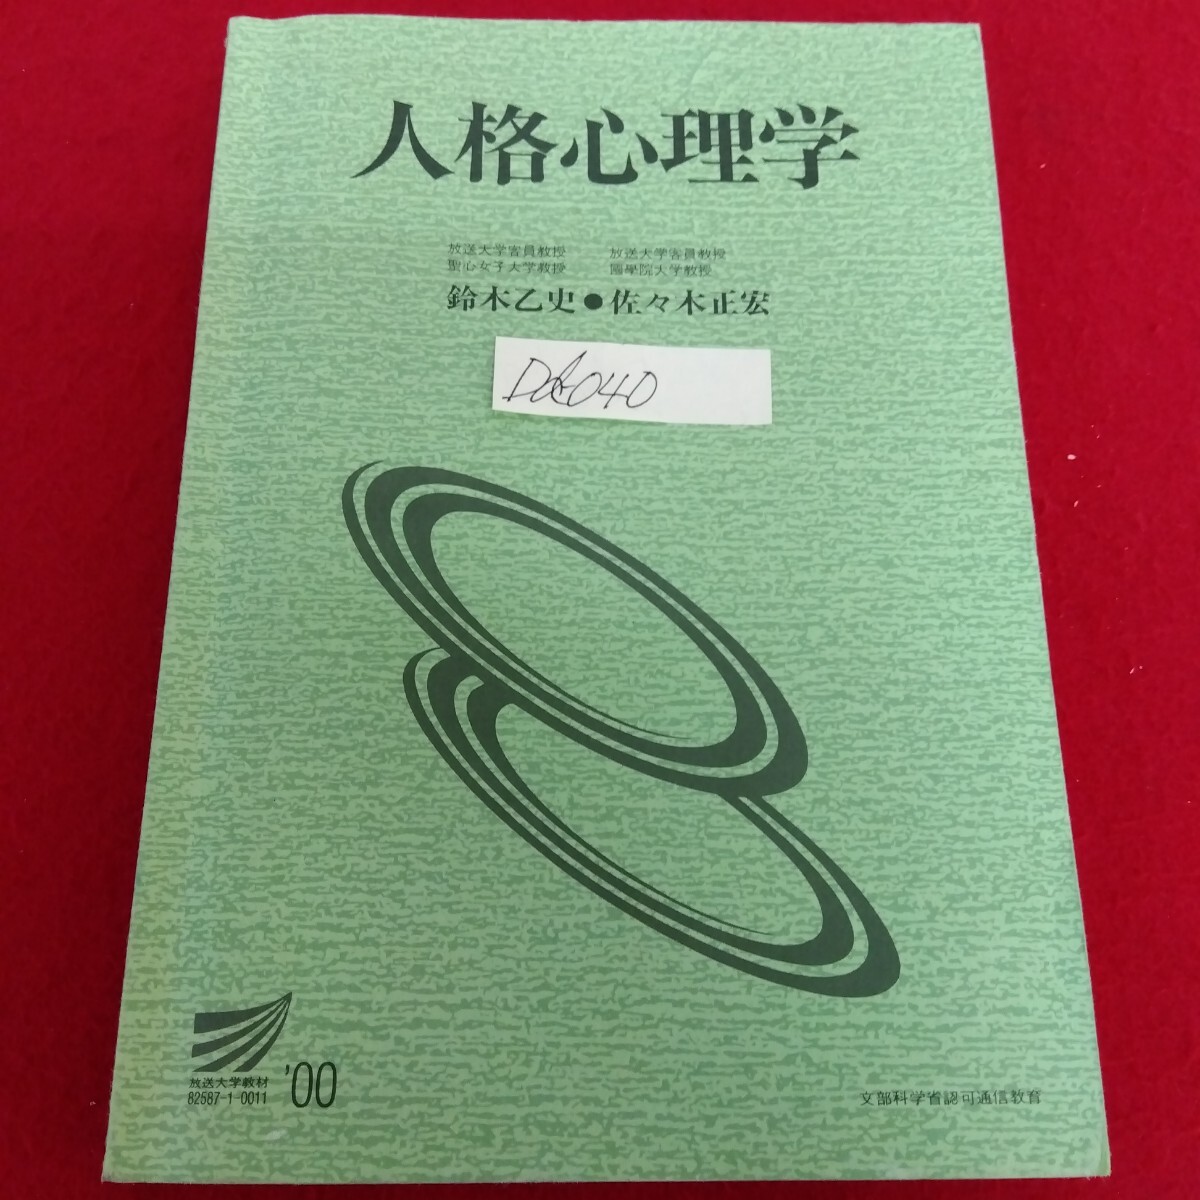 人格心理学
放送大学客員教授　放送大学客員教授
聖心女子大学教授　國學院大学教授
鈴木乙史●佐々木正宏
放送大学教材
82587-1-0011
'00
文部科学省認可通信教育